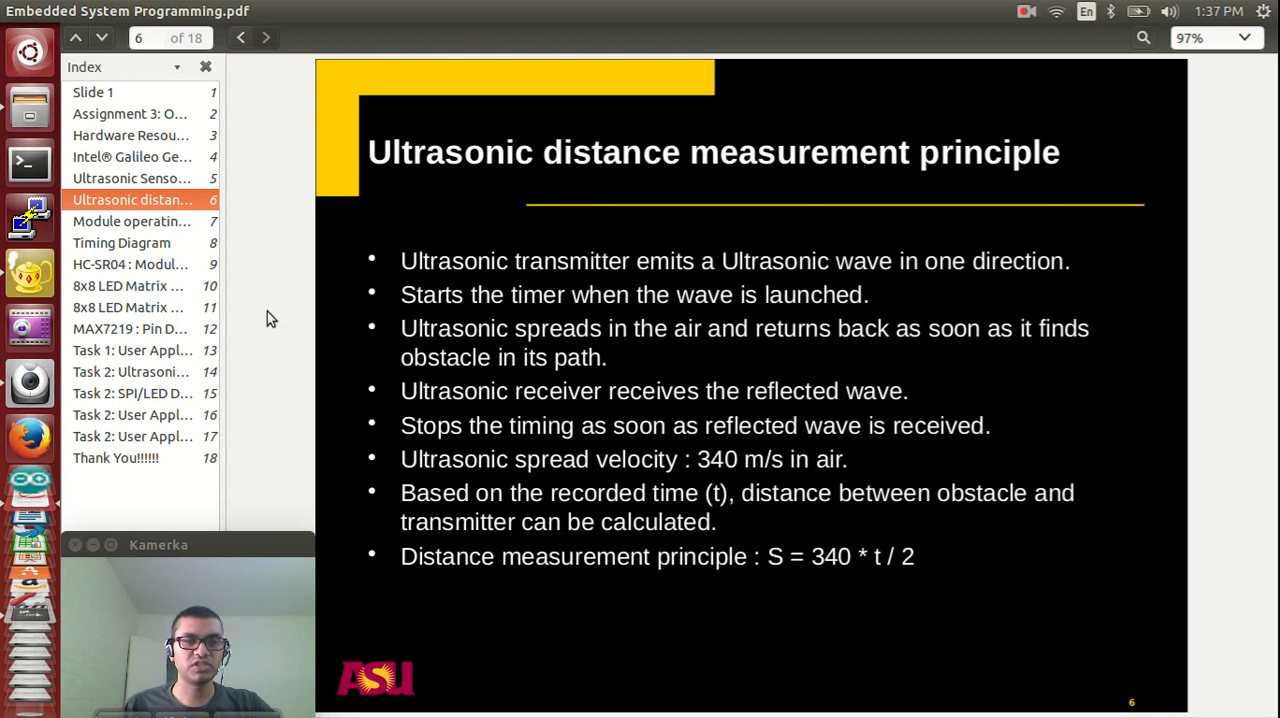 Embedded System Programming.pdf
En
1:37 PM
6 of 18
97%
Index
Slide 1 1
Assignment 3: O... 2
Hardware Resou... 3
Intel® Galileo Ge... 4
Ultrasonic Senso... 5
Ultrasonic distan... 6
Module operatin... 7
Timing Diagram 8
HC-SR04 : Modul... 9
8x8 LED Matrix ... 10
8x8 LED Matrix ... 11
MAX7219 : Pin D... 12
Task 1: User Appl... 13
Task 2: Ultrasoni... 14
Task 2: SPI/LED D... 15
Task 2: User Appl... 16
Task 2: User Appl... 17
Thank You!!!!!! 18
Kamerka
Ultrasonic distance measurement principle
• Ultrasonic transmitter emits a Ultrasonic wave in one direction.
• Starts the timer when the wave is launched.
• Ultrasonic spreads in the air and returns back as soon as it finds
obstacle in its path.
• Ultrasonic receiver receives the reflected wave.
• Stops the timing as soon as reflected wave is received.
• Ultrasonic spread velocity : 340 m/s in air.
• Based on the recorded time (t), distance between obstacle and
transmitter can be calculated.
• Distance measurement principle : S = 340 * t / 2
ASU
6